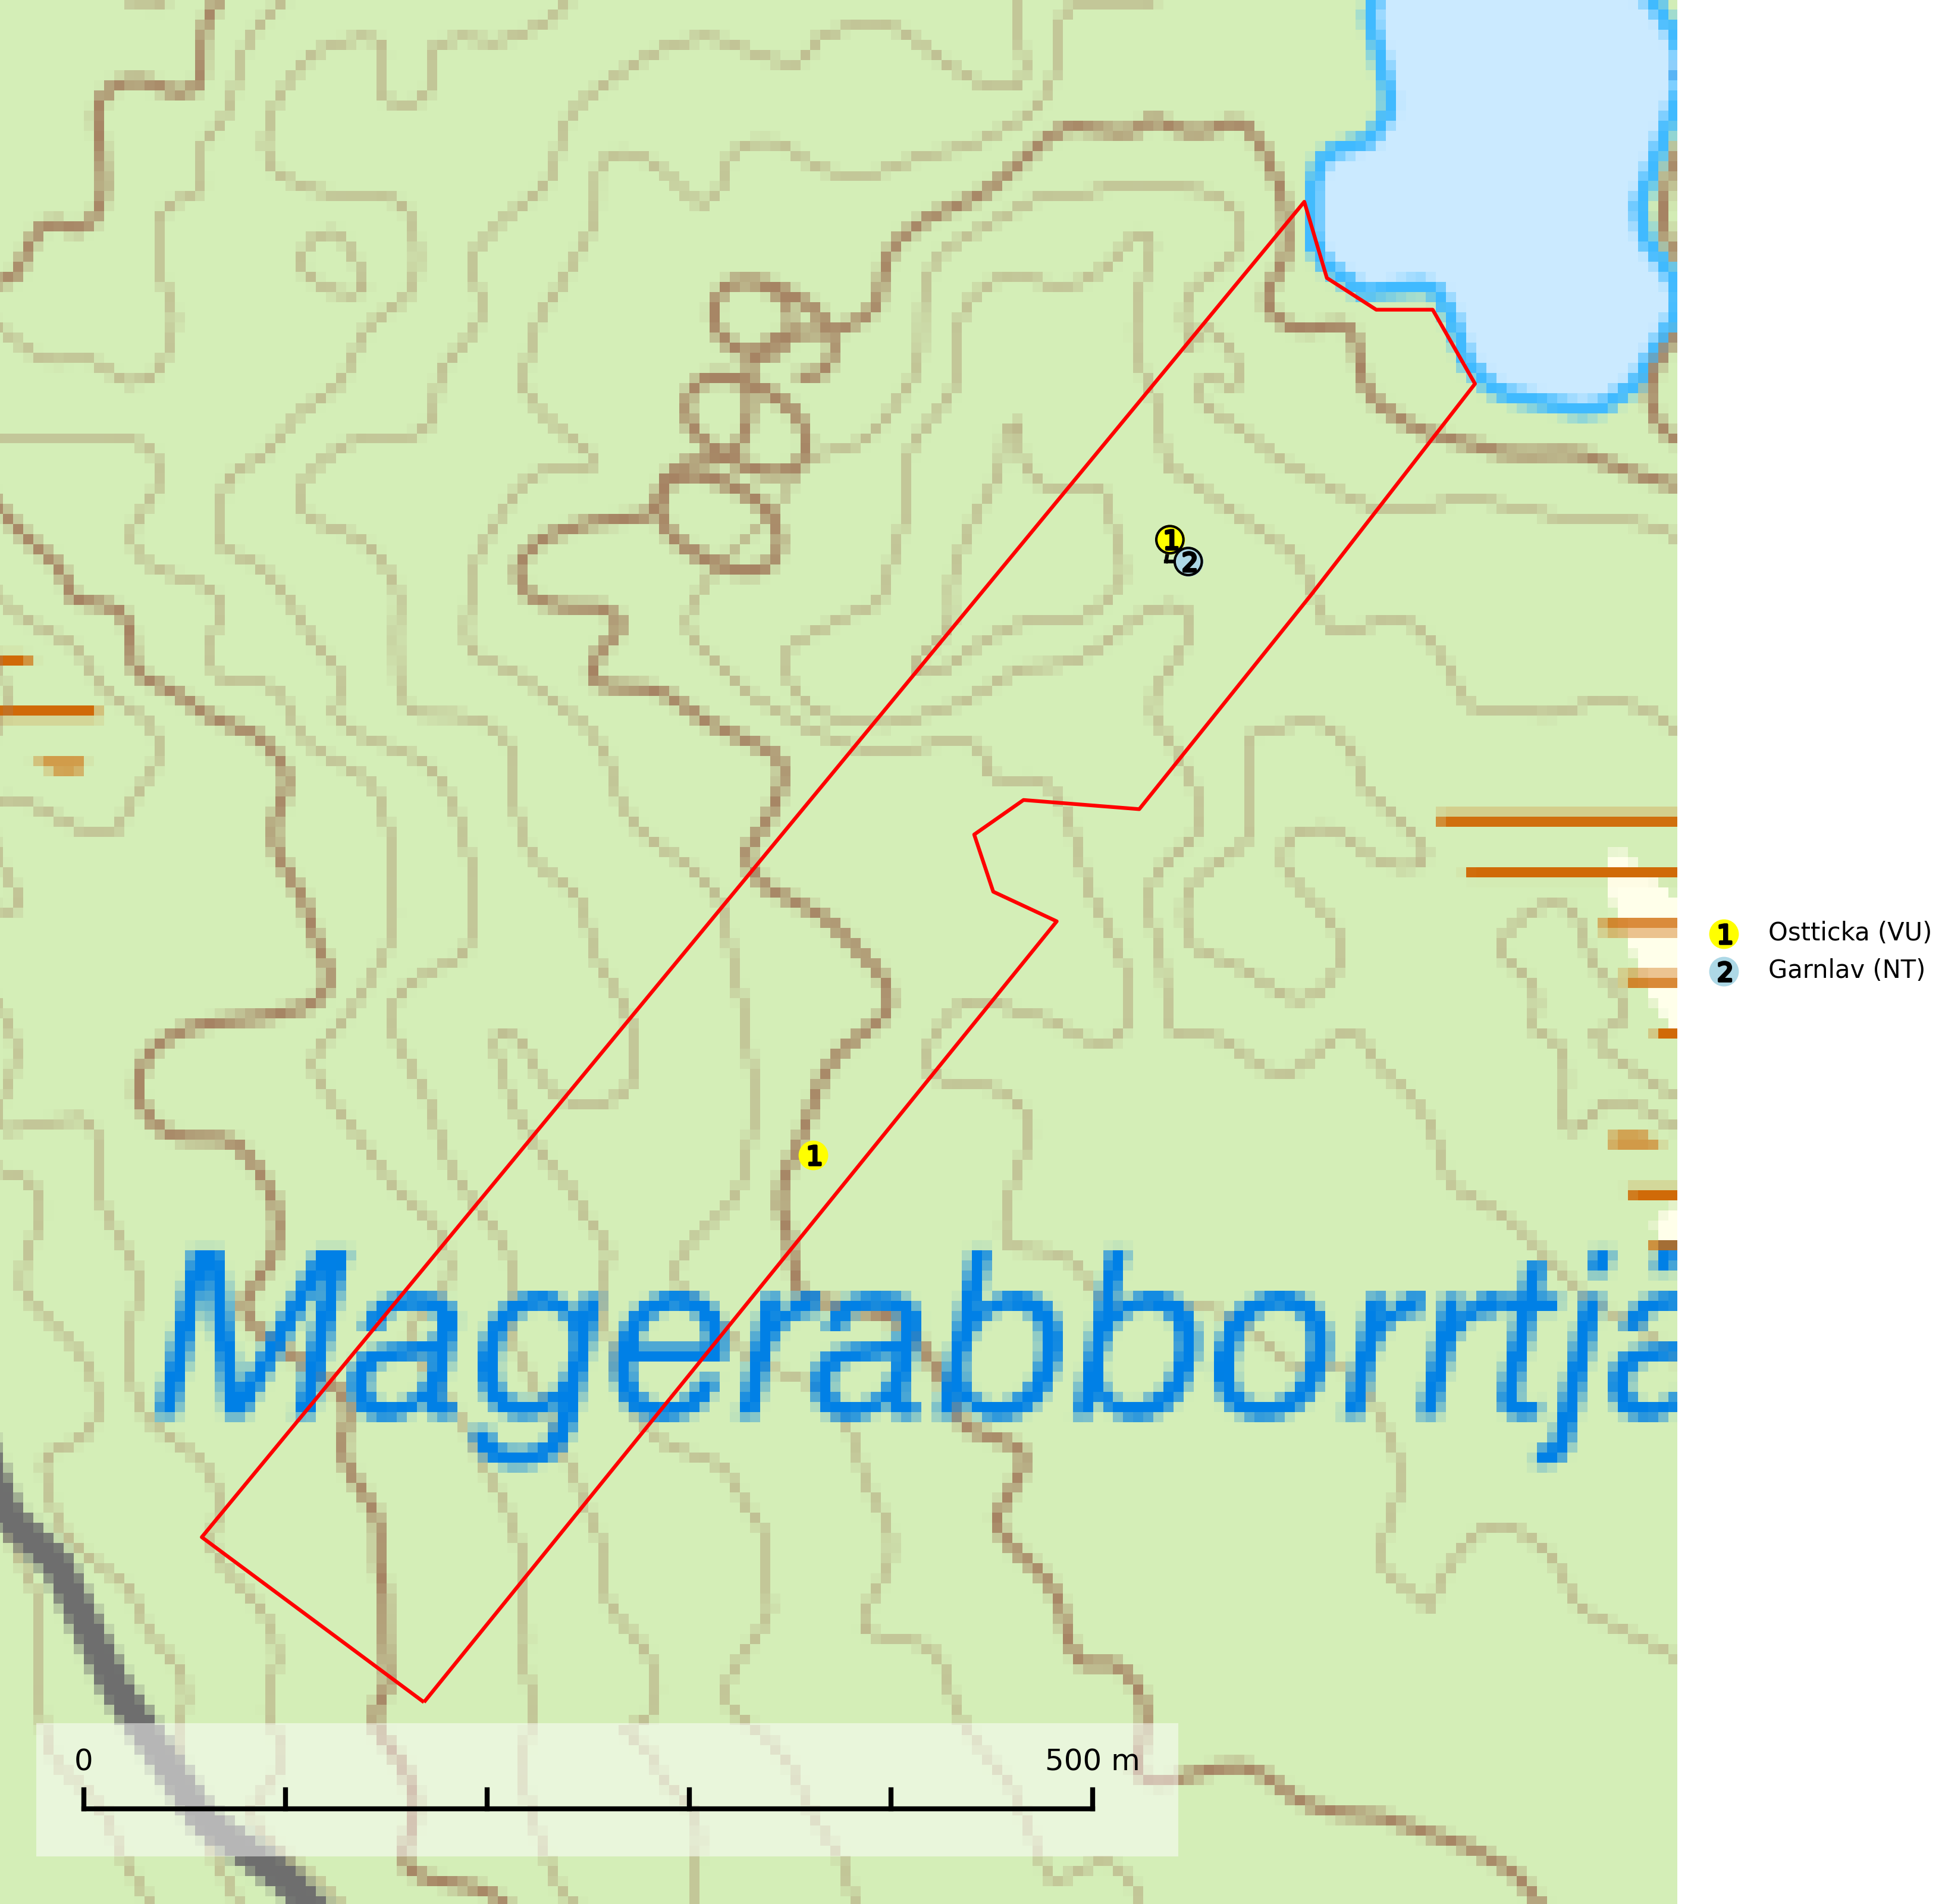 1
2
1
Magerabborrtjä
0 500 m
1 Ostticka (VU)
2 Garnlav (NT)